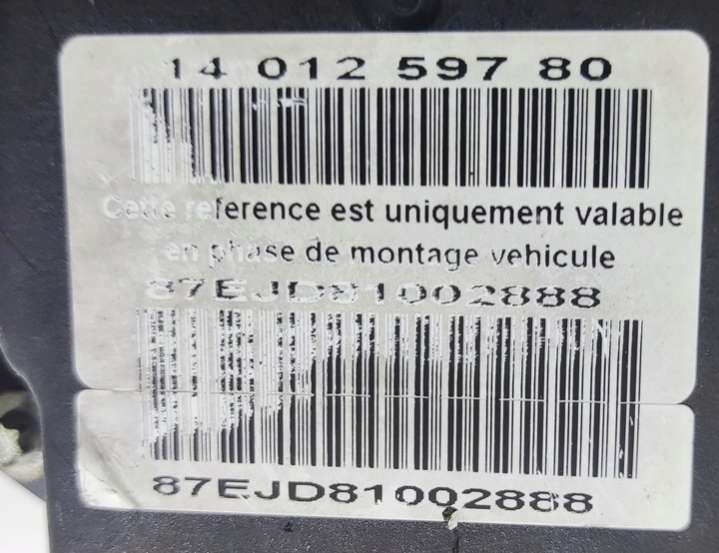 14 012 597 80
Cette reference est uniquement valable
en phase de montage vehicule
87EJD81002888
87EJD81002888